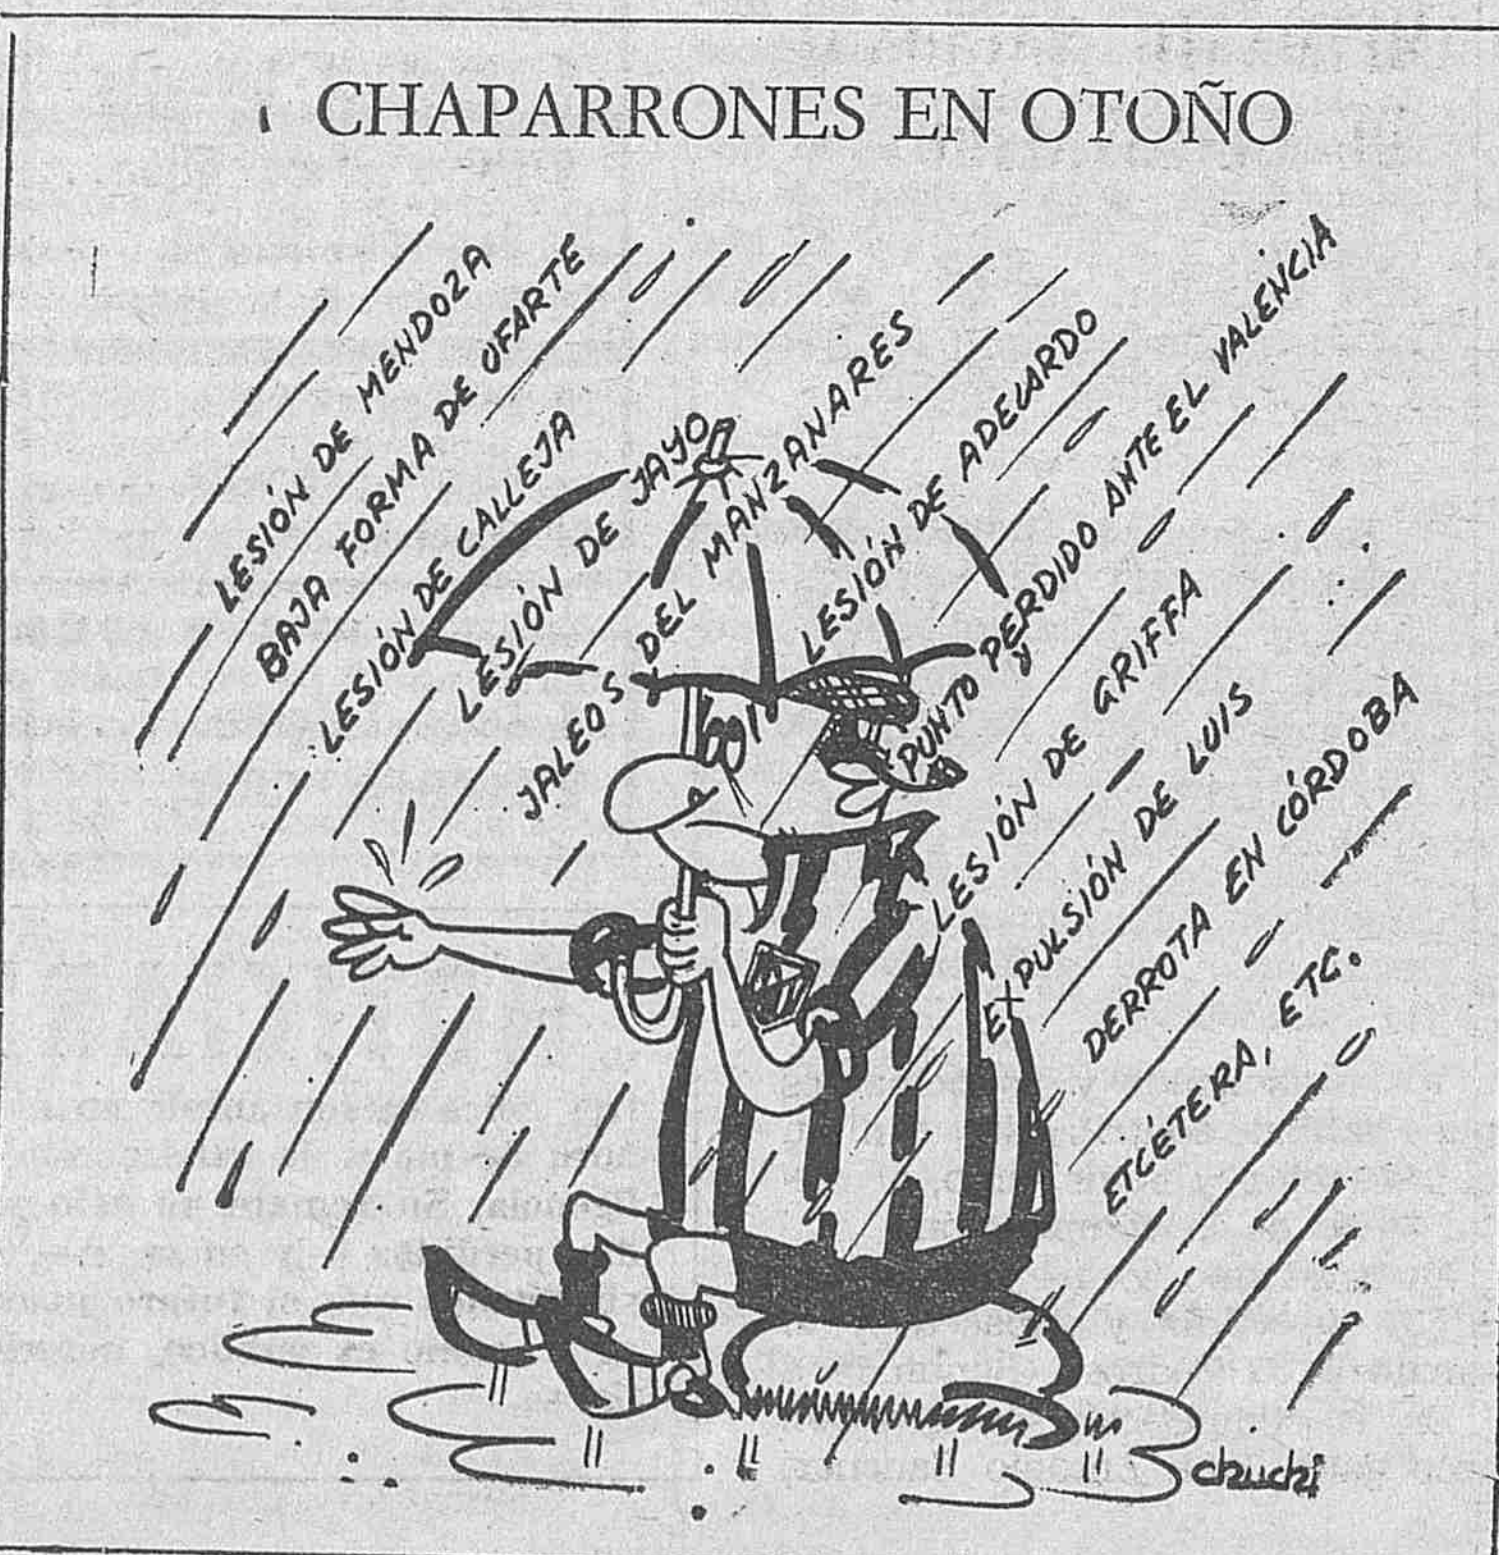 CHAPARRONES EN OTOÑO
LESIÓN DE MENDOZA
BAJA FORMA DE UFARTE
LESIÓN DE CALLEJA
LESIÓN DE JAYO
JALEOS DEL MANZANARES
LESIÓN DE ADELARDO
PUNTO PERDIDO ANTE EL VALENCIA
LESIÓN DE GRIFFA
EXPULSIÓN DE LUIS
DERROTA EN CÓRDOBA
ETCÉTERA, ETC.
chuchi